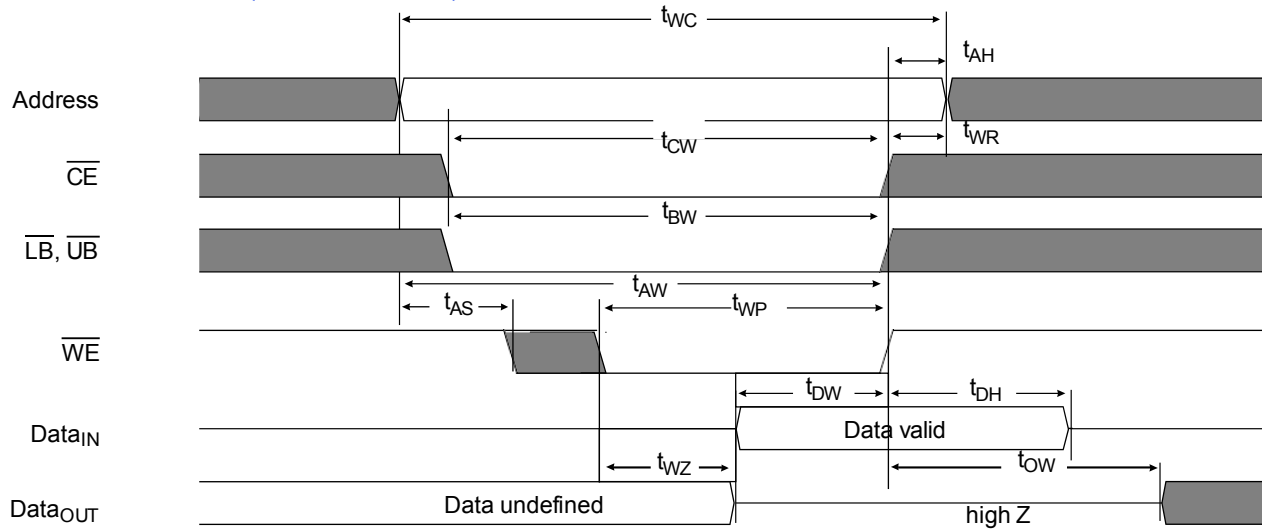 tWC
tAH
Address
tCW
tWR
CE
tBW
LB, UB
tAW
tAS
tWP
WE
tDW
tDH
DataIN
Data valid
tWZ
tOW
DataOUT
Data undefined
high Z